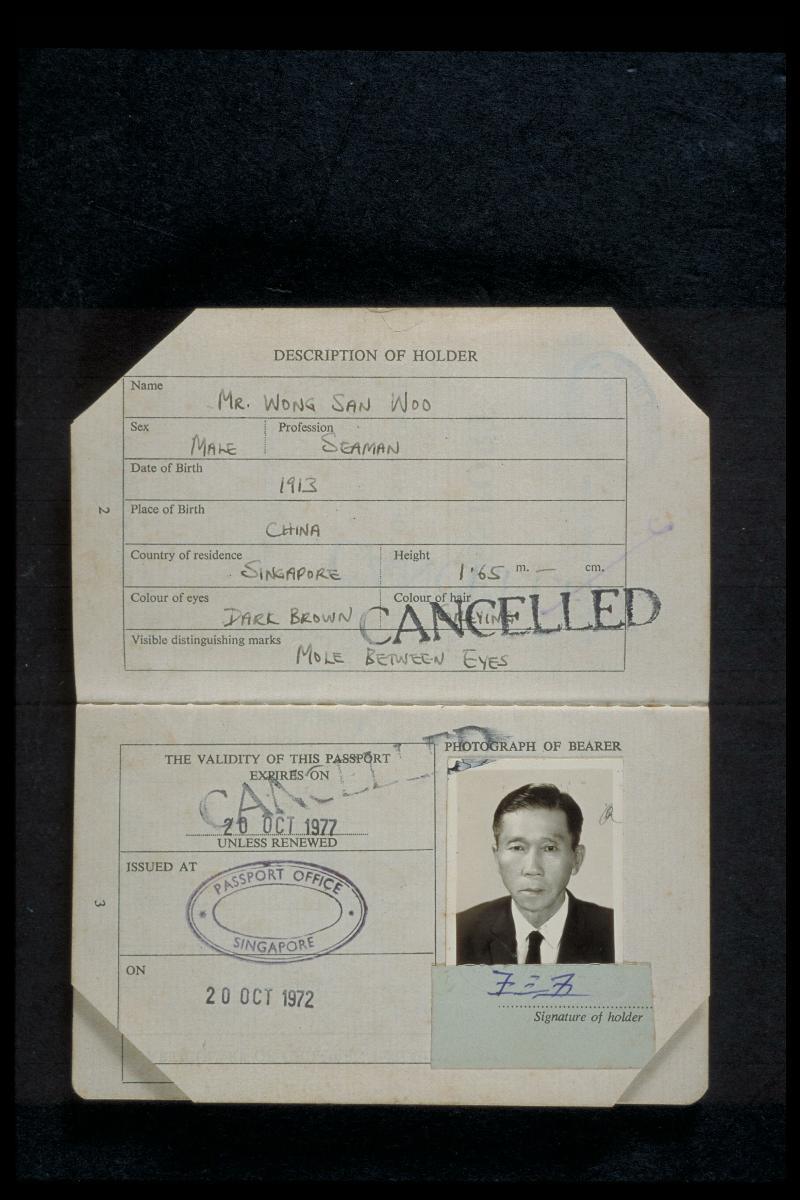 DESCRIPTION OF HOLDER
Name
MR. WONG SAN WOO
Sex Profession
MALE SEAMAN
Date of Birth
1913
Place of Birth
CHINA
Country of residence Height
SINGAPORE 1·65 m. — cm.
Colour of eyes Colour of hair
DARK BROWN
CANCELLED
Visible distinguishing marks
MOLE BETWEEN EYES
2
THE VALIDITY OF THIS PASSPORT
EXPIRES ON
CANCELLED
20 OCT 1977
UNLESS RENEWED
PHOTOGRAPH OF BEARER
ISSUED AT
PASSPORT OFFICE
SINGAPORE
3
ON
20 OCT 1972
王三五
Signature of holder